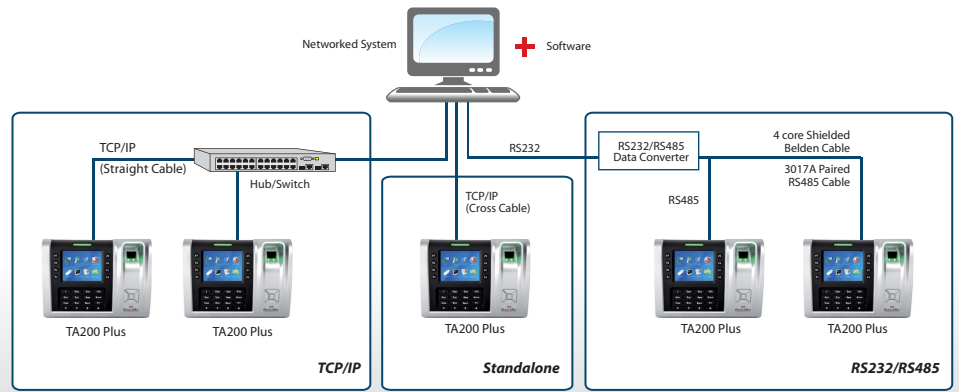 Networked System
Software
TCP/IP
(Straight Cable)
Hub/Switch
TA200 Plus
TA200 Plus
TCP/IP
TCP/IP
(Cross Cable)
TA200 Plus
Standalone
RS232
RS232/RS485
Data Converter
4 core Shielded
Belden Cable
3017A Paired
RS485 Cable
RS485
TA200 Plus
TA200 Plus
RS232/RS485